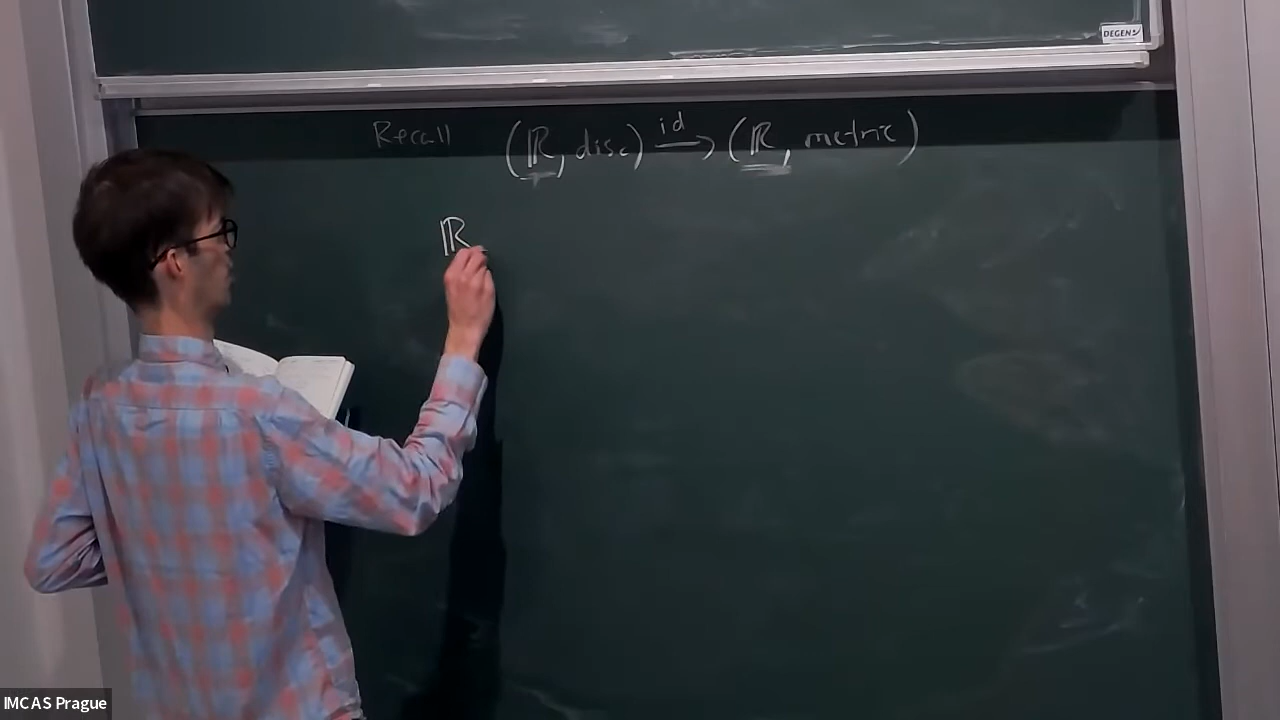 DEGEN
Recall (ℝ, disc) id → (ℝ, metric)
ℝ
IMCAS Prague